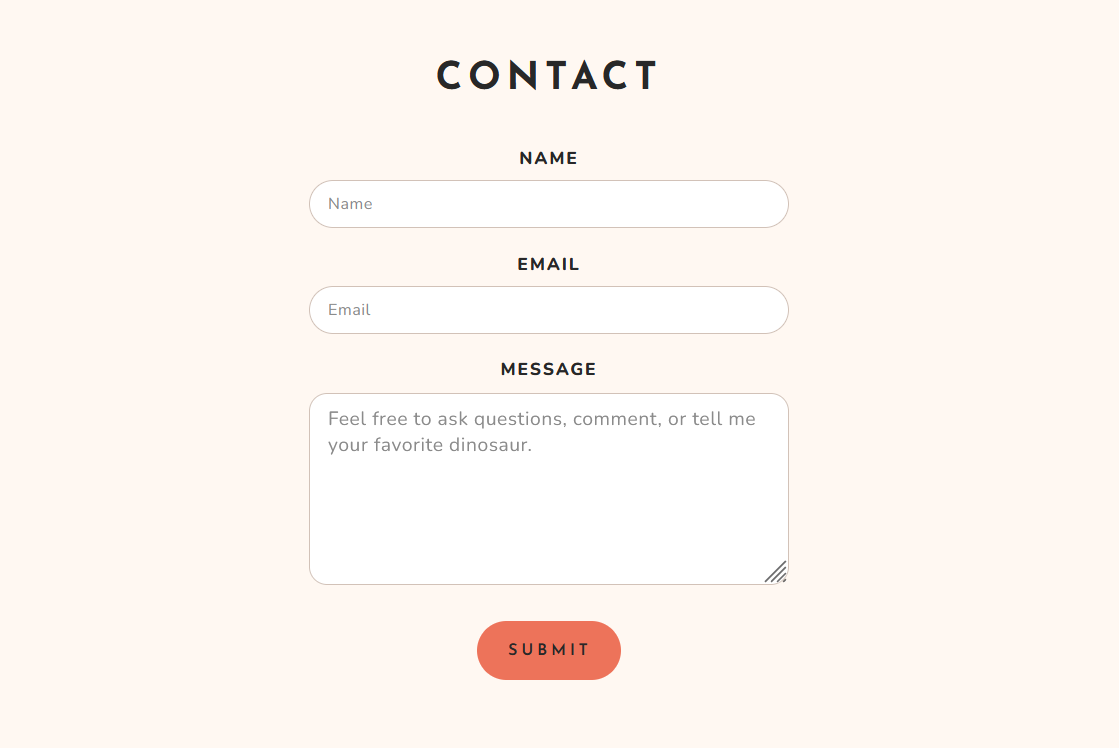 CONTACT
NAME
Name
EMAIL
Email
MESSAGE
Feel free to ask questions, comment, or tell me
your favorite dinosaur.
SUBMIT